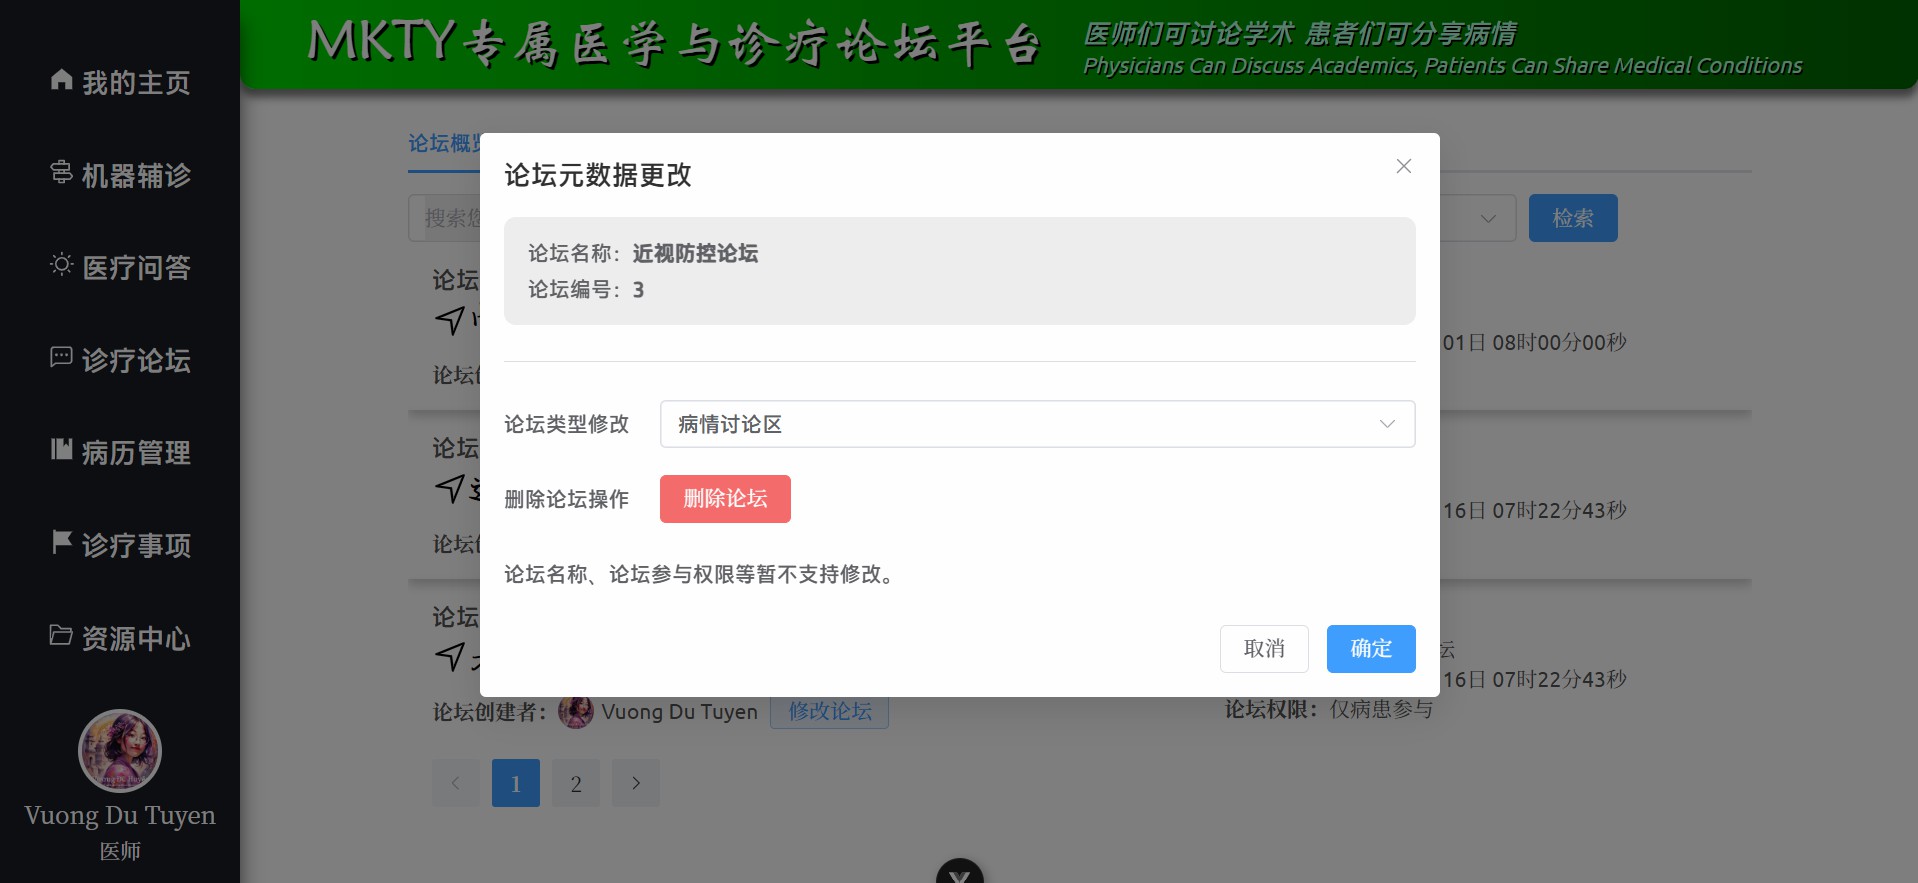 我的主页
机器辅诊
医疗问答
诊疗论坛
病历管理
诊疗事项
资源中心
Vuong Du Tuyen
医师
MKTY专属医学与诊疗论坛平台
医师们可讨论学术 患者们可分享病情
Physicians Can Discuss Academics, Patients Can Share Medical Conditions
论坛概
搜索
检索
论坛
01日 08时00分00秒
论坛
论坛
16日 07时22分43秒
论坛
论坛
坛
16日 07时22分43秒
论坛创建者： Vuong Du Tuyen 修改论坛
论坛权限：仅病患参与
1 2
论坛元数据更改
论坛名称：近视防控论坛
论坛编号：3
论坛类型修改 病情讨论区
删除论坛操作 删除论坛
论坛名称、论坛参与权限等暂不支持修改。
取消 确定